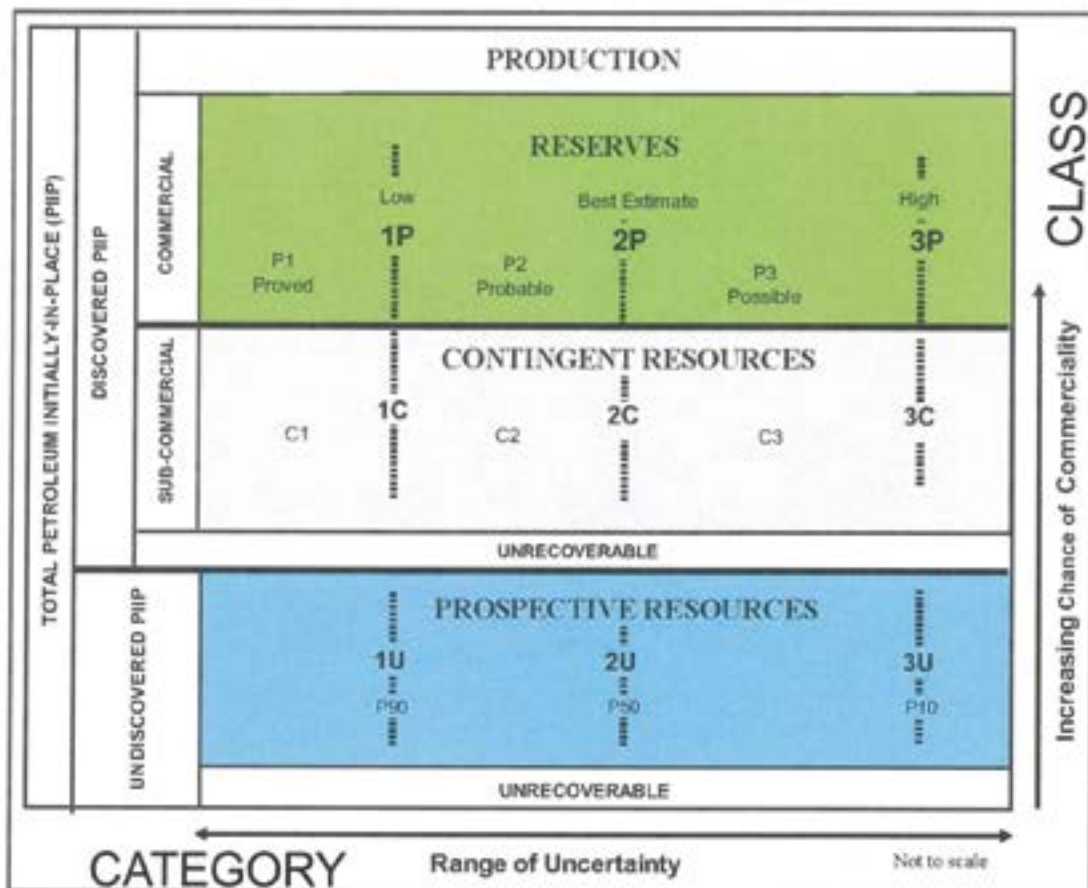 TOTAL PETROLEUM INITIALLY-IN-PLACE (PIIP)
DISCOVERED PIIP
UNDISCOVERED PIIP
COMMERCIAL
SUB-COMMERCIAL
PRODUCTION
RESERVES
Low
Best Estimate
High
1P
2P
3P
P1
Proved
P2
Probable
P3
Possible
CONTINGENT RESOURCES
1C
2C
3C
C1
C2
C3
UNRECOVERABLE
PROSPECTIVE RESOURCES
1U
2U
3U
P90
P50
P10
UNRECOVERABLE
CATEGORY
Range of Uncertainty
Not to scale
CLASS
Increasing Chance of Commerciality